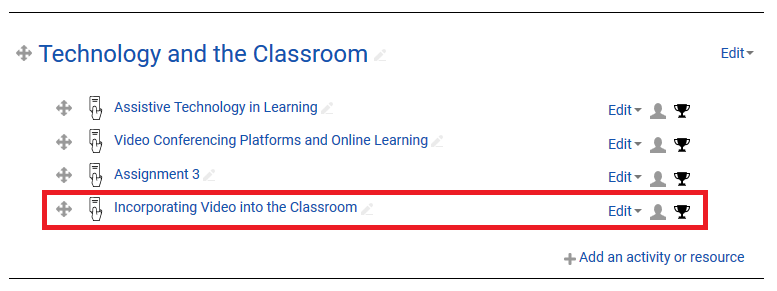 Technology and the Classroom Edit
Assistive Technology in Learning Edit
Video Conferencing Platforms and Online Learning Edit
Assignment 3 Edit
Incorporating Video into the Classroom Edit
Add an activity or resource